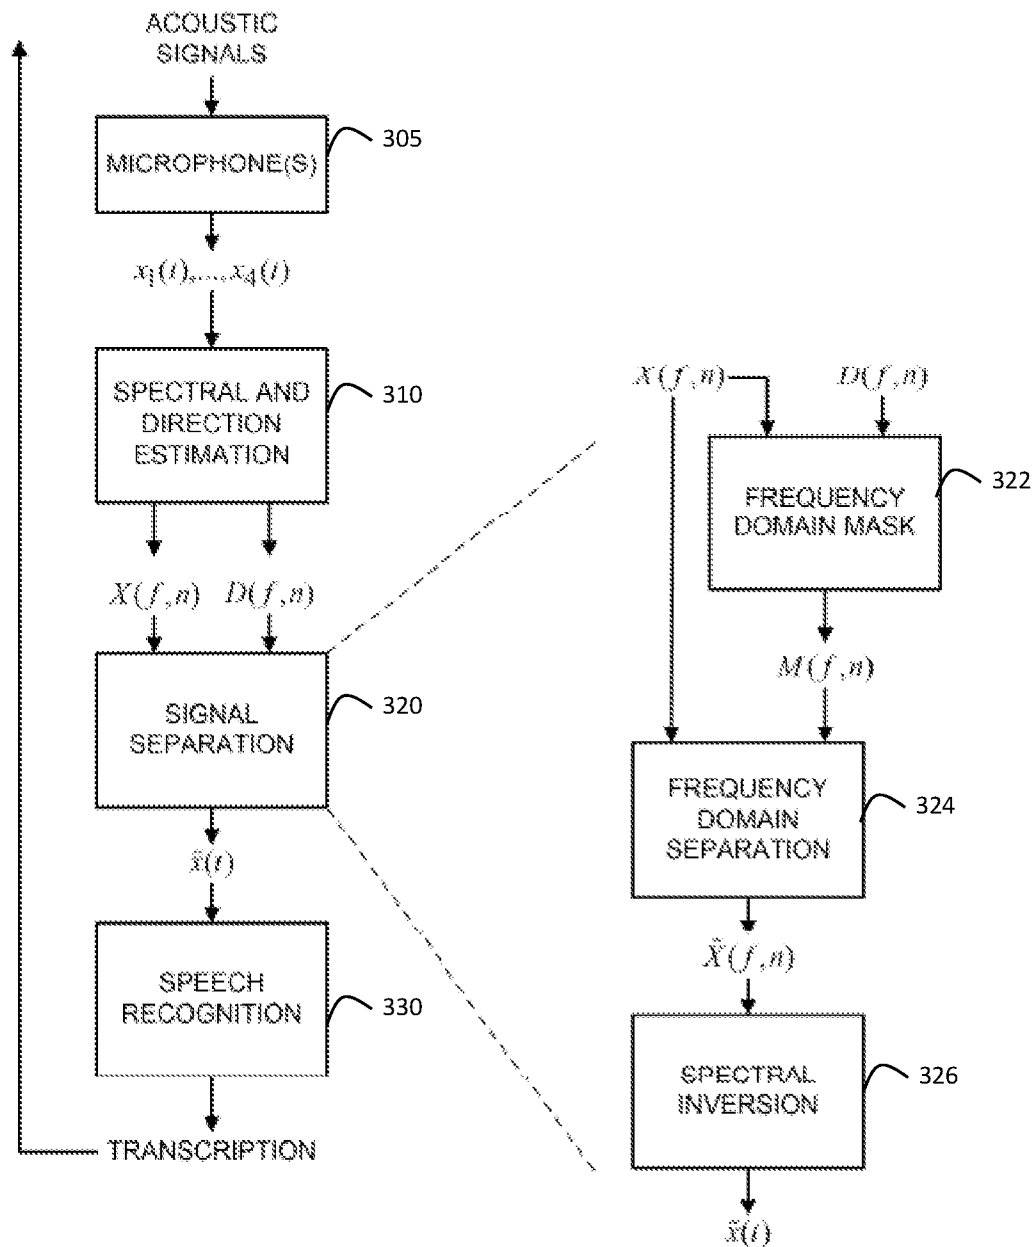 ACOUSTIC
SIGNALS
MICROPHONE(S)
305
x₁(t),...,x₄(t)
SPECTRAL AND
DIRECTION
ESTIMATION
310
X(f,n) D(f,n)
SIGNAL
SEPARATION
320
x̂(t)
SPEECH
RECOGNITION
330
TRANSCRIPTION
X(f,n) D(f,n)
FREQUENCY
DOMAIN MASK
322
M(f,n)
FREQUENCY
DOMAIN
SEPARATION
324
X̂(f,n)
SPECTRAL
INVERSION
326
x̂(t)